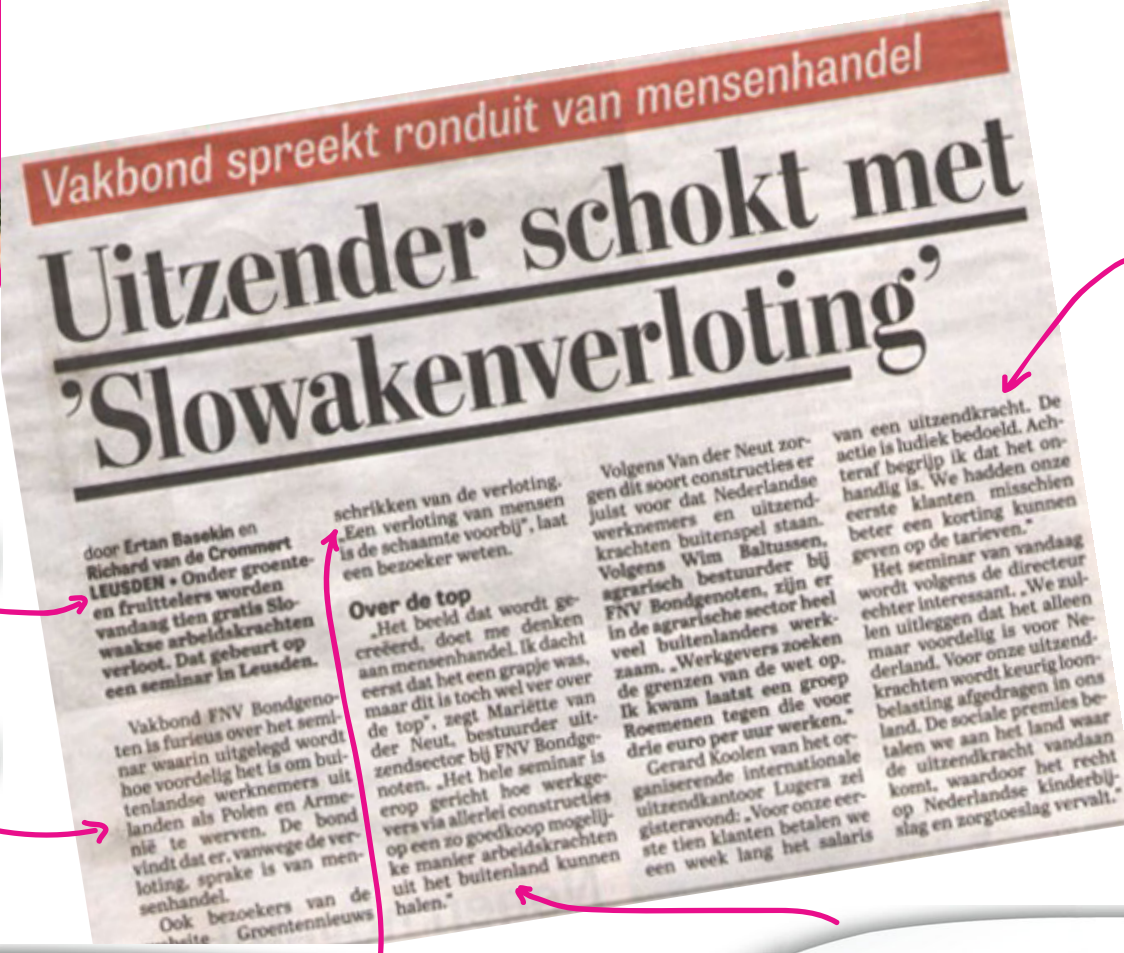 Vakbond spreekt ronduit van mensenhandel
Uitzender schokt met
'Slowakenverloting'
door Ertan Basekin en
Richard van de Crommert
LEUSDEN • Onder groente-
en fruittelers worden
vandaag tien gratis Slo-
waakse arbeidskrachten
verloot. Dat gebeurt op
een seminar in Leusden.
Vakbond FNV Bondgeno-
ten is furieus over het semi-
nar waarin uitgelegd wordt
hoe voordelig het is om bui-
tenlandse werknemers uit
landen als Polen en Arme-
nië te werven. De bond
vindt dat er, vanwege de ver-
loting, sprake is van men-
senhandel.
Ook bezoekers van de
Groentennieuws
schrikken van de verloting.
„Een verloting van mensen
is de schaamte voorbij", laat
een bezoeker weten.
Over de top
„Het beeld dat wordt ge-
creëerd, doet me denken
aan mensenhandel. Ik dacht
eerst dat het een grapje was,
maar dit is toch wel ver over
de top", zegt Mariëtte van
der Neut, bestuurder uit-
zendsector bij FNV Bondge-
noten. „Het hele seminar is
erop gericht hoe werkge-
vers via allerlei constructies
op een zo goedkoop mogelij-
ke manier arbeidskrachten
uit het buitenland kunnen
halen."
Volgens Van der Neut zor-
gen dit soort constructies er
juist voor dat Nederlandse
werknemers en uitzend-
krachten buitenspel staan.
Volgens Wim Baltussen,
agrarisch bestuurder bij
FNV Bondgenoten, zijn er
in de agrarische sector heel
veel buitenlanders werk-
zaam. „Werkgevers zoeken
de grenzen van de wet op.
Ik kwam laatst een groep
Roemenen tegen die voor
drie euro per uur werken."
Gerard Koolen van het or-
ganiserende internationale
uitzendkantoor Lugera zei
gisteravond: „Voor onze eer-
ste tien klanten betalen we
een week lang het salaris
van een uitzendkracht. De
actie is ludiek bedoeld. Ach-
teraf begrijp ik dat het on-
handig is. We hadden onze
eerste klanten misschien
beter een korting kunnen
geven op de tarieven."
Het seminar van vandaag
wordt volgens de directeur
echter interessant. „We zul-
len uitleggen dat het alleen
maar voordelig is voor Ne-
derland. Voor onze uitzend-
krachten wordt keurig loon-
belasting afgedragen in ons
land. De sociale premies be-
talen we aan het land waar
de uitzendkracht vandaan
komt, waardoor het recht
op Nederlandse kinderbij-
slag en zorgtoeslag vervalt."